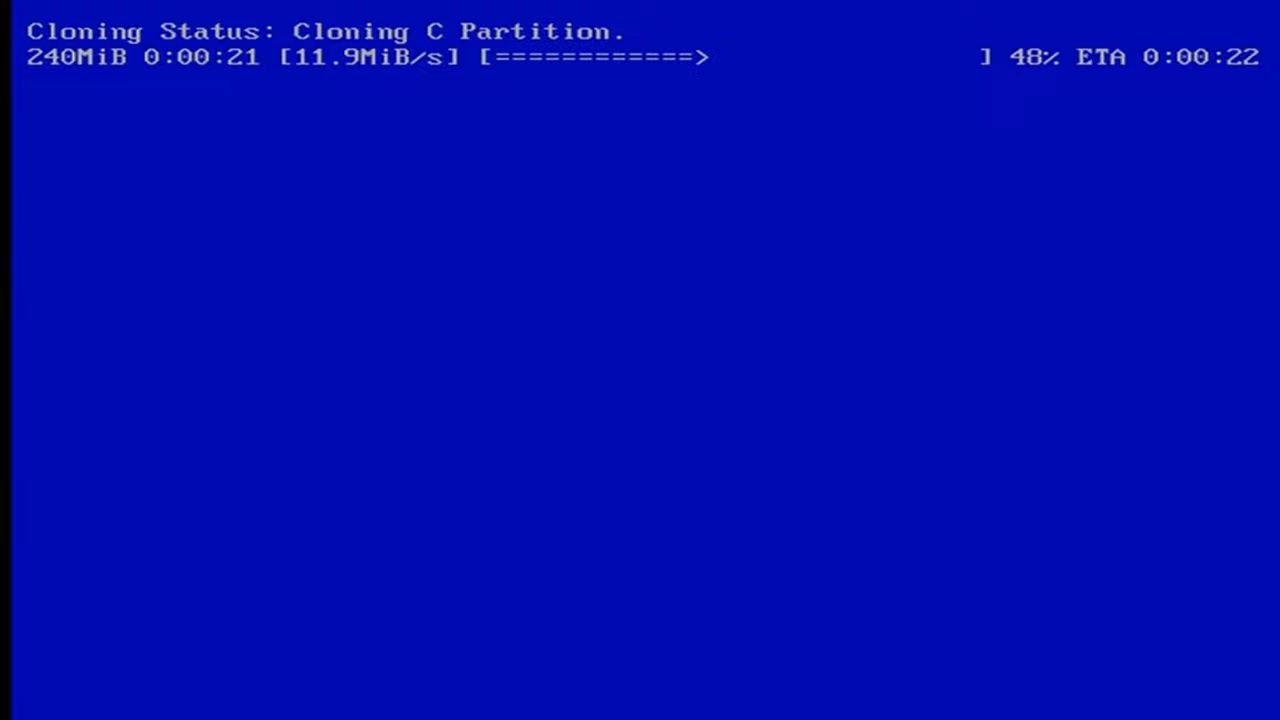 Cloning Status: Cloning C Partition.
240MiB 0:00:21 [11.9MiB/s] [============>                ] 48% ETA 0:00:22